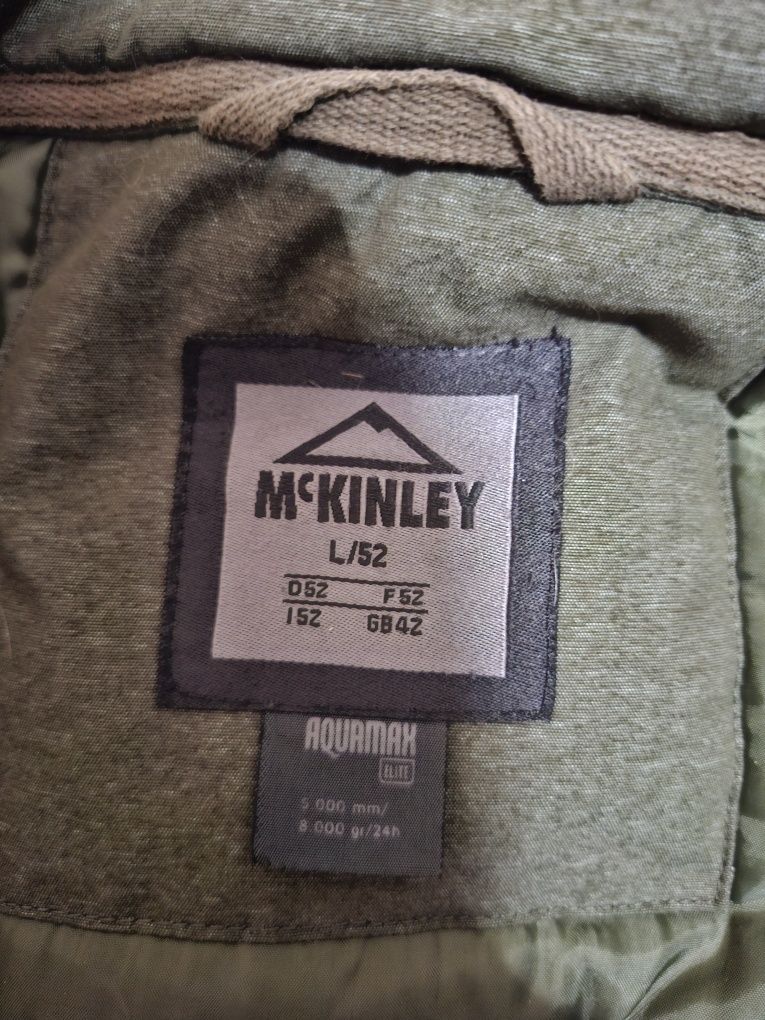 McKINLEY
L/52
D52 F52
I52 GB42
AQUAMAX
ELITE
5 000 mm/
8 000 gr/24h